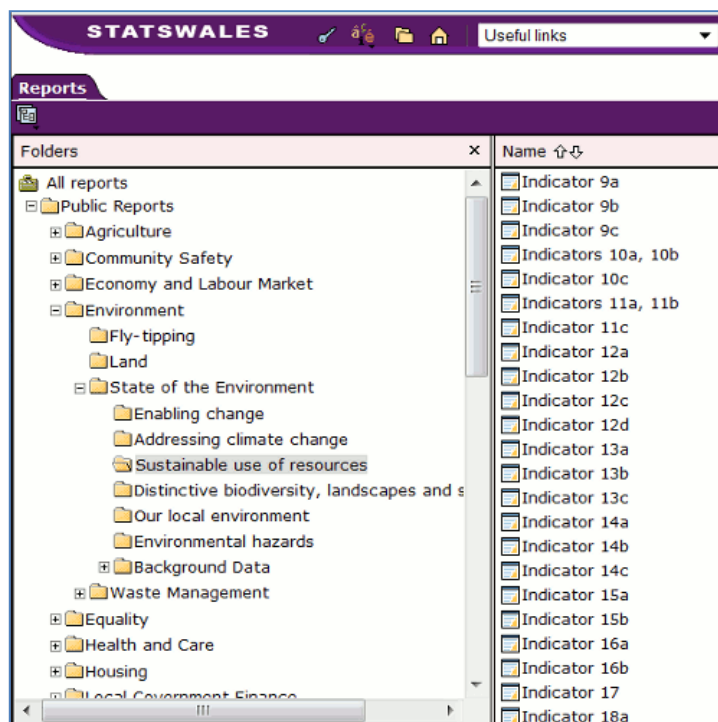 STATSWALES
Useful links
Reports
Folders
All reports
Public Reports
Agriculture
Community Safety
Economy and Labour Market
Environment
Fly-tipping
Land
State of the Environment
Enabling change
Addressing climate change
Sustainable use of resources
Distinctive biodiversity, landscapes and s
Our local environment
Environmental hazards
Background Data
Waste Management
Equality
Health and Care
Housing
Local Government Finance
Name
Indicator 9a
Indicator 9b
Indicator 9c
Indicators 10a, 10b
Indicator 10c
Indicators 11a, 11b
Indicator 11c
Indicator 12a
Indicator 12b
Indicator 12c
Indicator 12d
Indicator 13a
Indicator 13b
Indicator 13c
Indicator 14a
Indicator 14b
Indicator 14c
Indicator 15a
Indicator 15b
Indicator 16a
Indicator 16b
Indicator 17
Indicator 18a